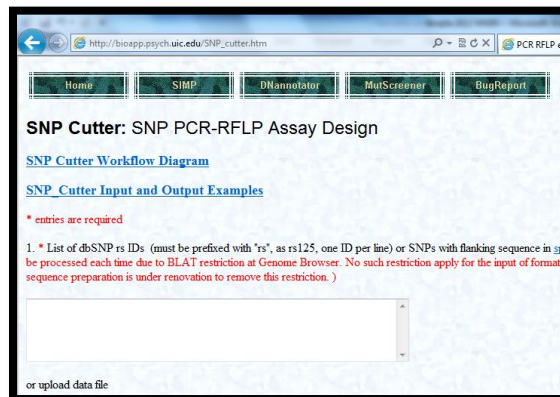 http://bioapp.psych.uic.edu/SNP_cutter.htm
PCR RFLP
Home SIMP DNannotator MutScreener BugReport
SNP Cutter: SNP PCR-RFLP Assay Design
SNP Cutter Workflow Diagram
SNP_Cutter Input and Output Examples
* entries are required
1. * List of dbSNP rs IDs (must be prefixed with "rs", as rs125, one ID per line) or SNPs with flanking sequence in
be processed each time due to BLAT restriction at Genome Browser. No such restriction apply for the input of format
sequence preparation is under renovation to remove this restriction. )
or upload data file